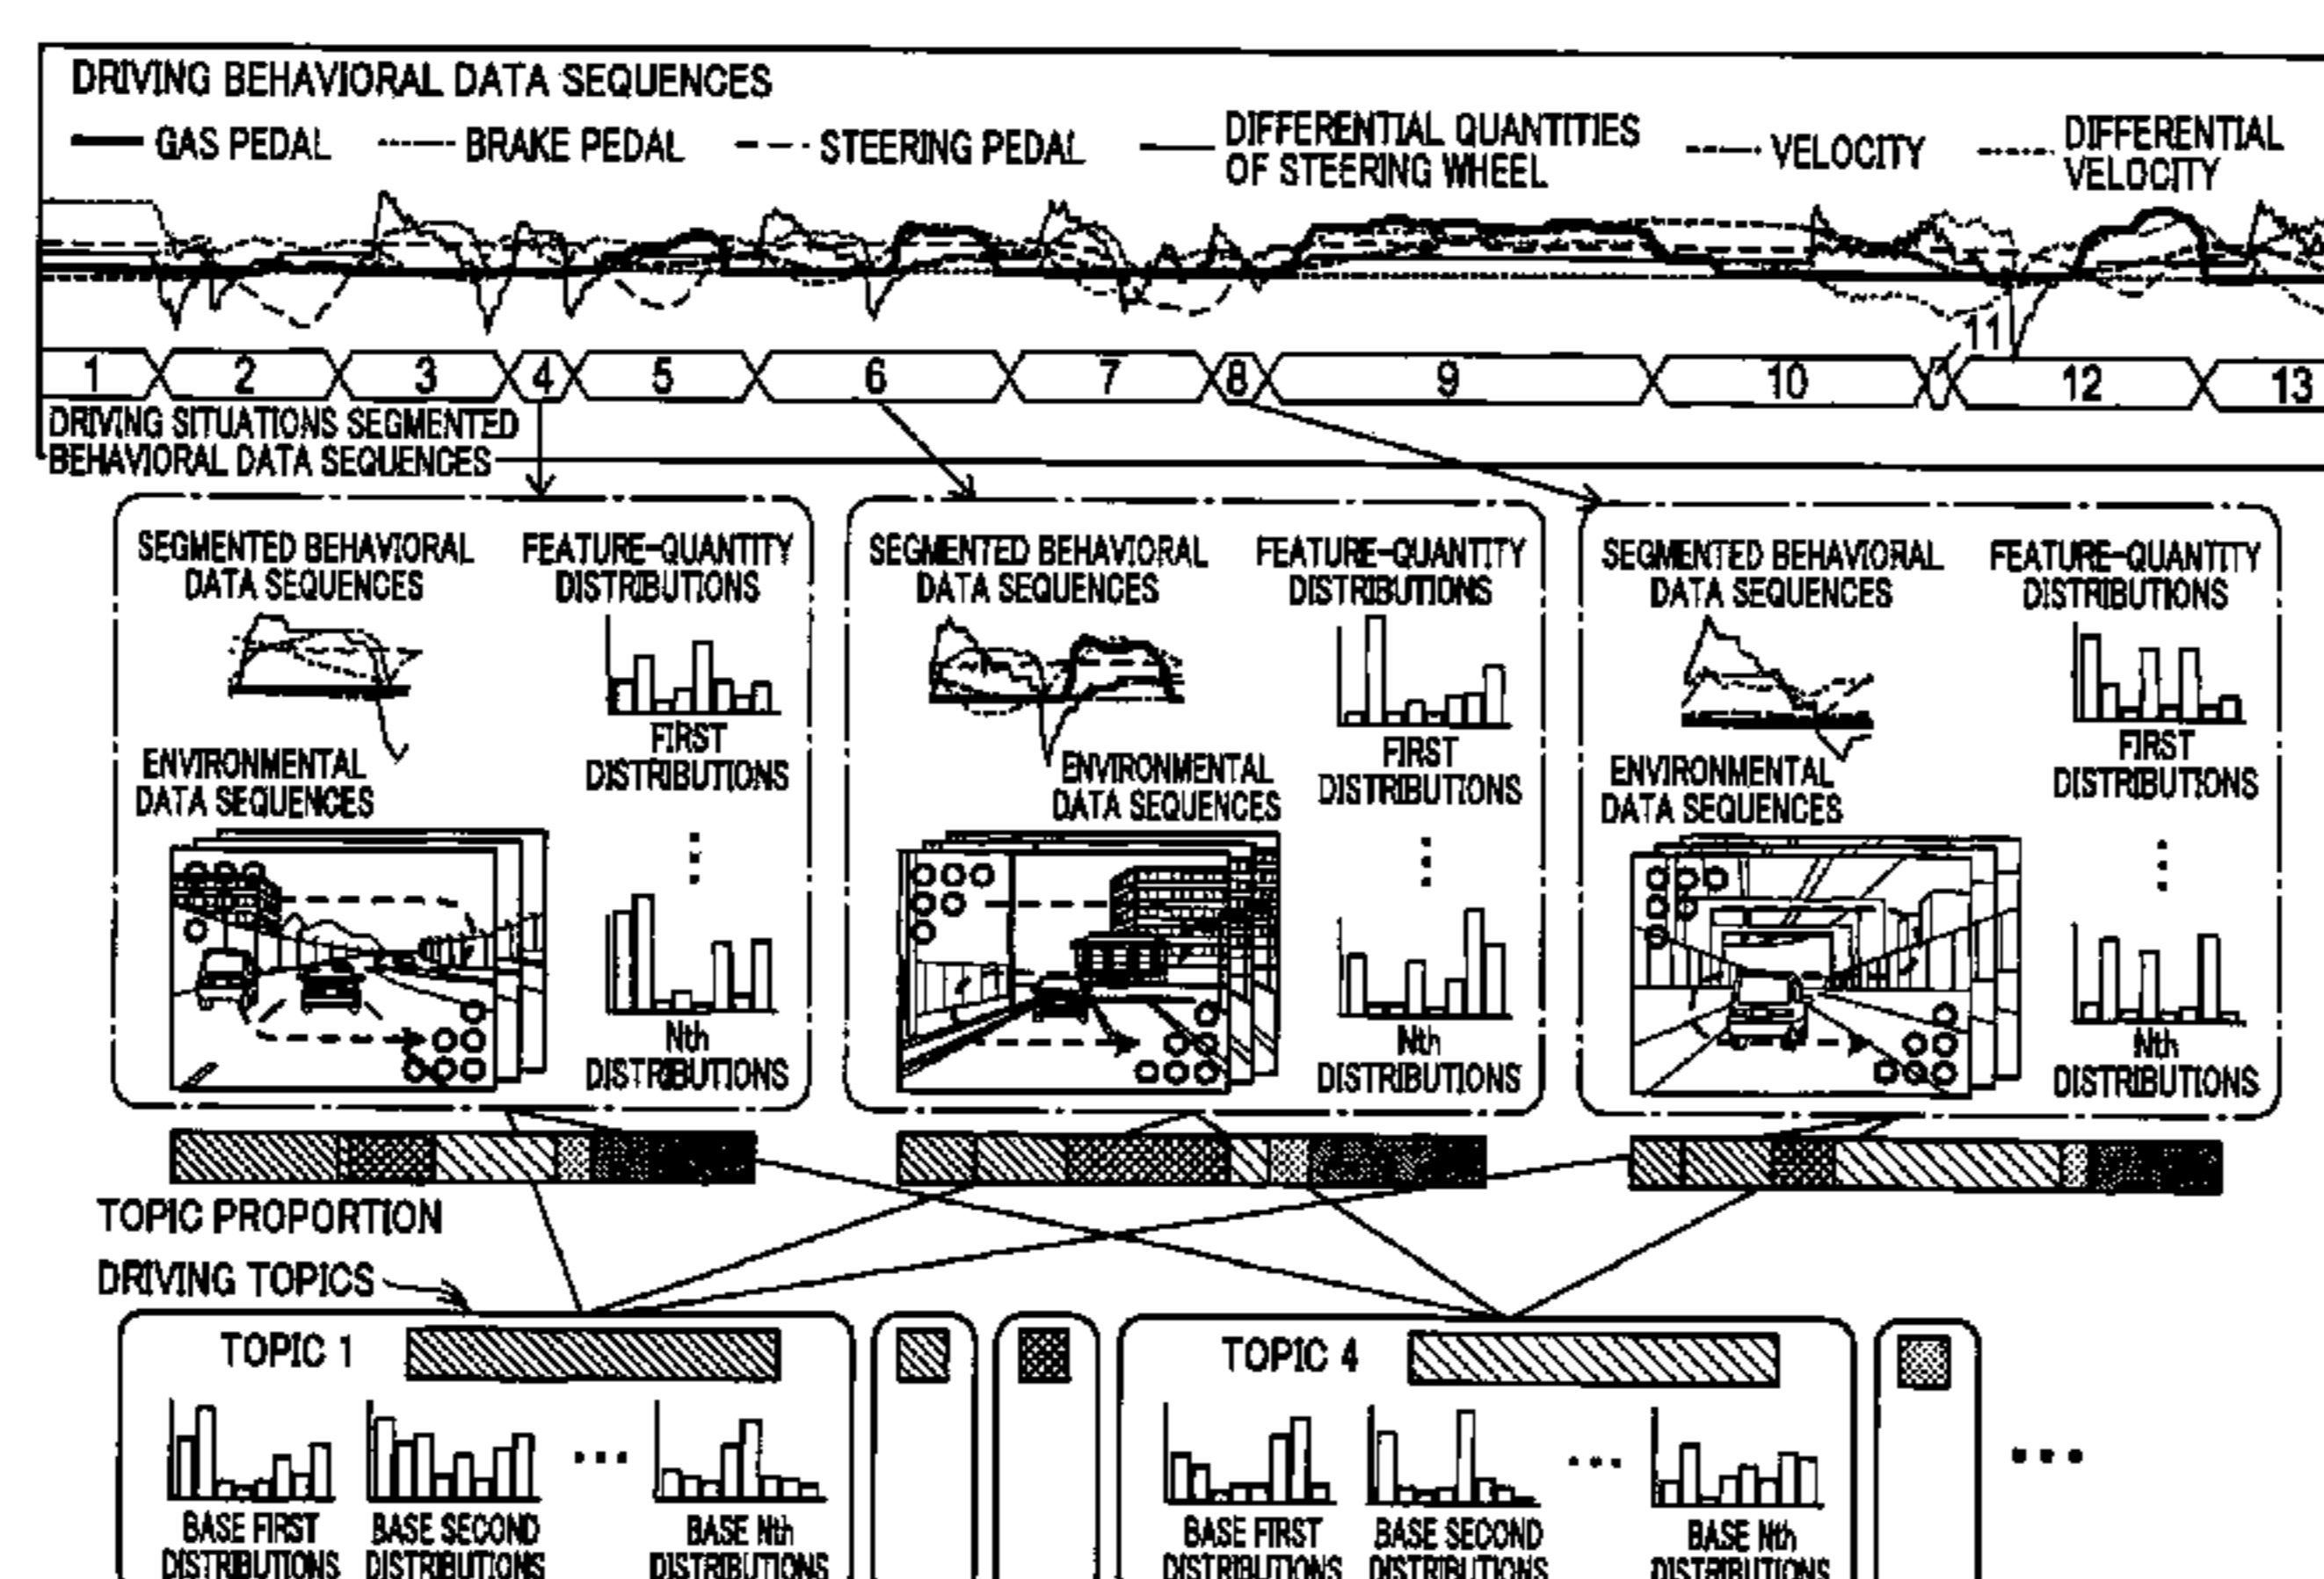 DRIVING BEHAVIORAL DATA SEQUENCES
GAS PEDAL
BRAKE PEDAL
STEERING PEDAL
DIFFERENTIAL QUANTITIES
OF STEERING WHEEL
VELOCITY
DIFFERENTIAL
VELOCITY
11
1 2 3 4 5 6 7 8 9 10 12 13
DRIVING SITUATIONS SEGMENTED
BEHAVIORAL DATA SEQUENCES
SEGMENTED BEHAVIORAL
DATA SEQUENCES
FEATURE-QUANTITY
DISTRIBUTIONS
FIRST
DISTRIBUTIONS
ENVIRONMENTAL
DATA SEQUENCES
Nth
DISTRIBUTIONS
SEGMENTED BEHAVIORAL
DATA SEQUENCES
FEATURE-QUANTITY
DISTRIBUTIONS
FIRST
DISTRIBUTIONS
ENVIRONMENTAL
DATA SEQUENCES
Nth
DISTRIBUTIONS
SEGMENTED BEHAVIORAL
DATA SEQUENCES
FEATURE-QUANTITY
DISTRIBUTIONS
FIRST
DISTRIBUTIONS
ENVIRONMENTAL
DATA SEQUENCES
Nth
DISTRIBUTIONS
TOPIC PROPORTION
DRIVING TOPICS
TOPIC 1
BASE FIRST
DISTRIBUTIONS
BASE SECOND
DISTRIBUTIONS
...
BASE Nth
DISTRIBUTIONS
TOPIC 4
BASE FIRST
DISTRIBUTIONS
BASE SECOND
DISTRIBUTIONS
...
BASE Nth
DISTRIBUTIONS
...